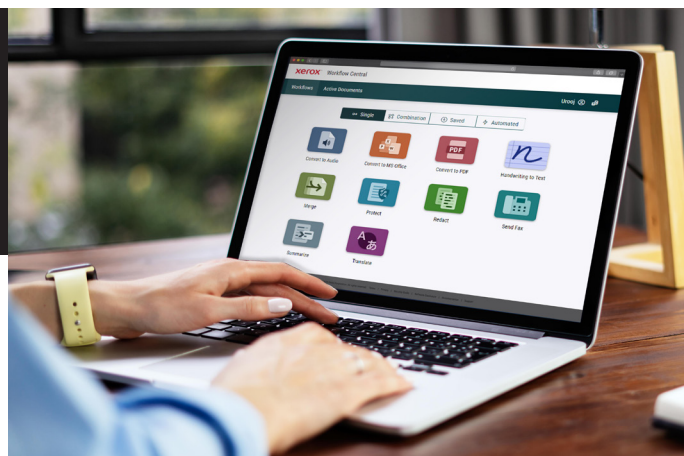 xerox Workflow Central
Workflows Active Documents Urooj
Single Combination Saved Automated
Convert to Audio Convert to MS Office Convert to PDF Handwriting to Text
PDF
Merge Protect Redact Send Fax
Summarize Translate
A あ